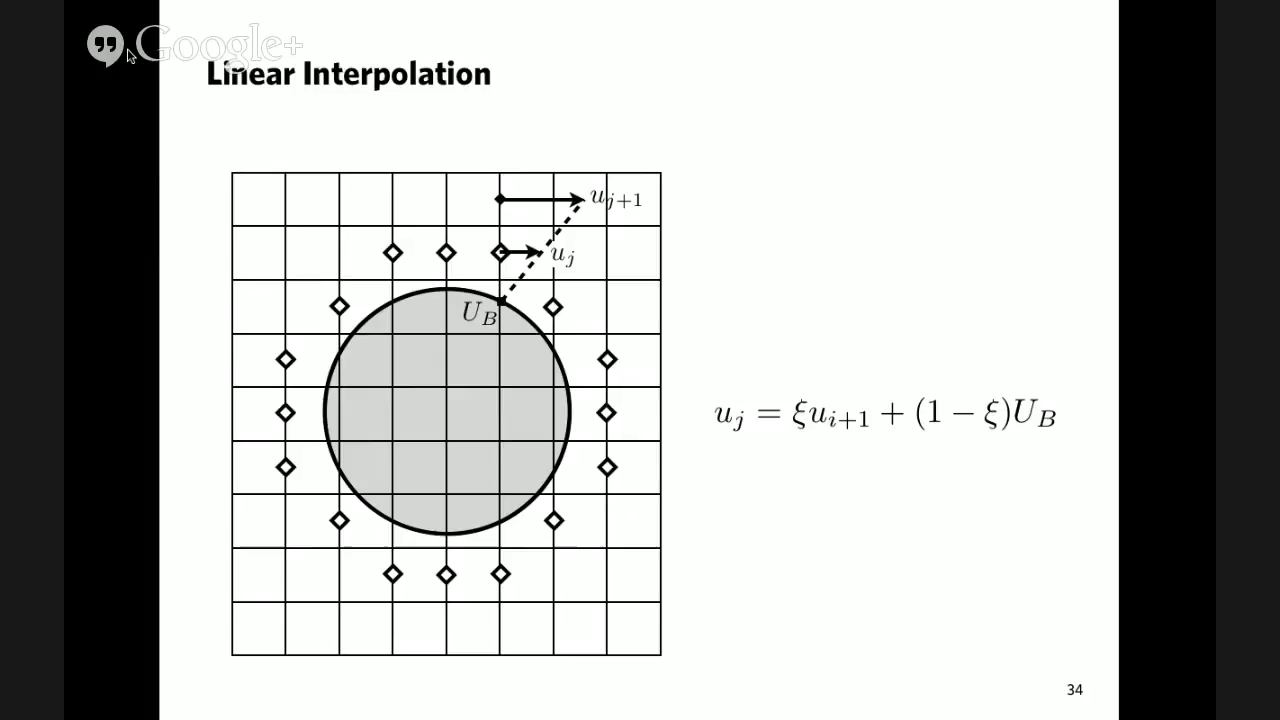 Google+
Linear Interpolation
u_{j+1}
u_j
U_B
u_j = ξu_{i+1} + (1 − ξ)U_B
34